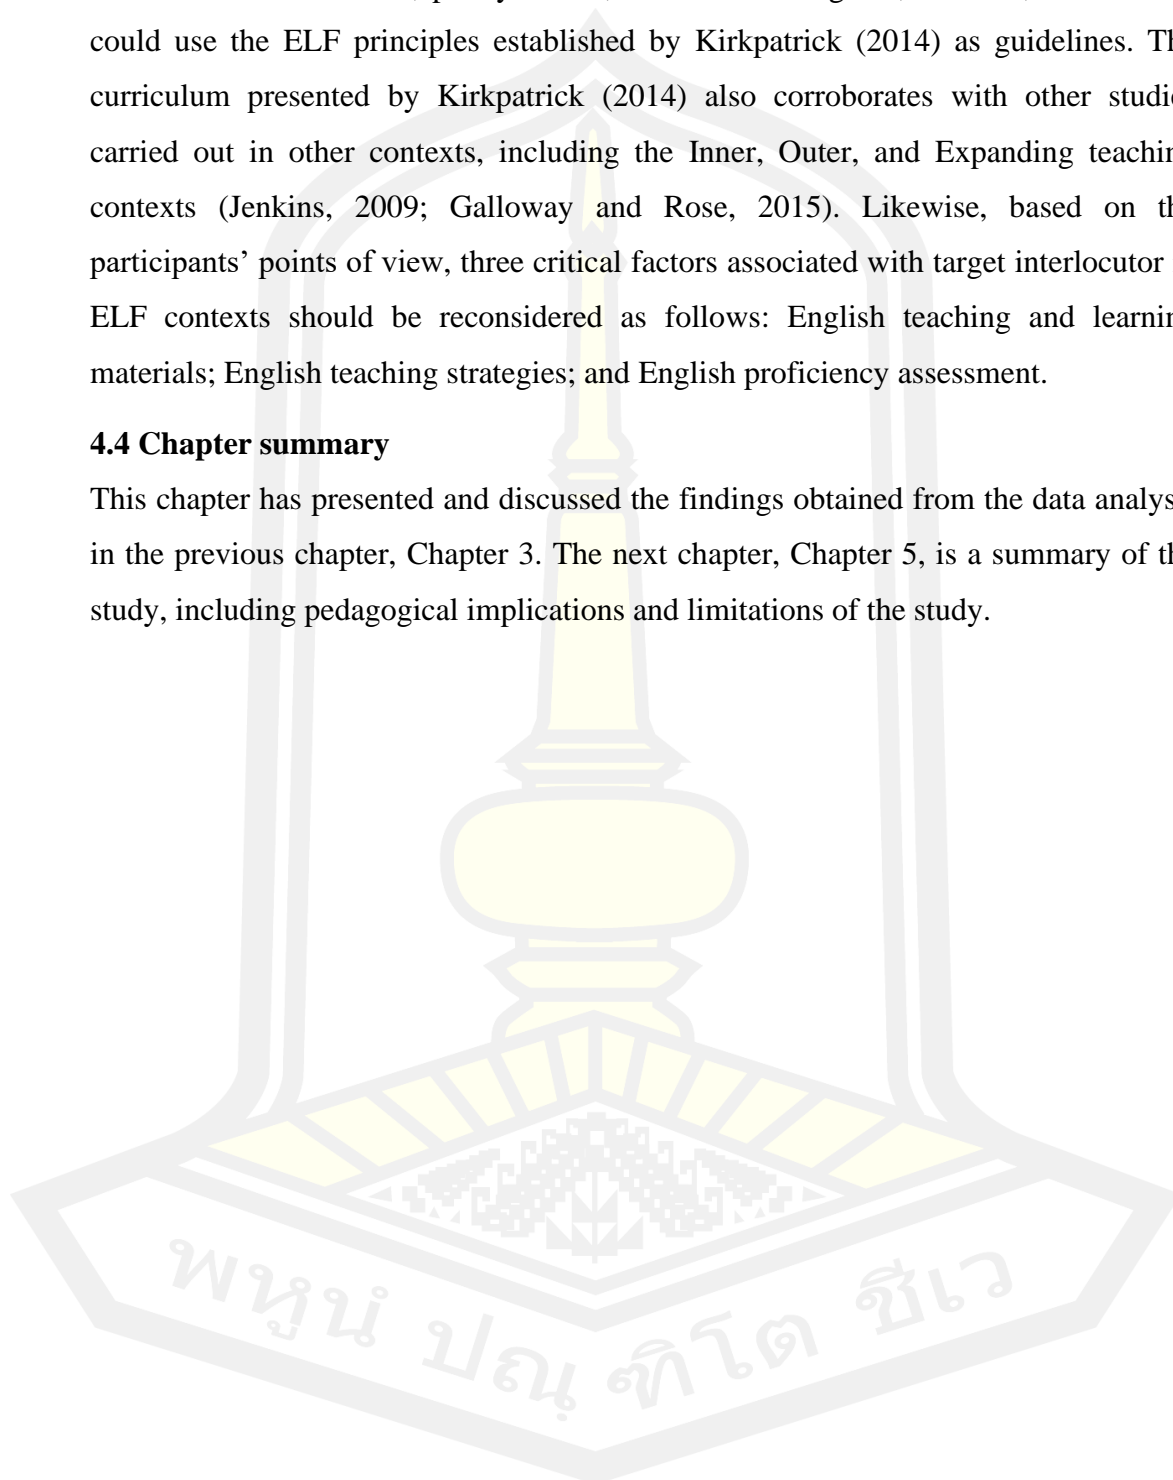 could use the ELF principles established by Kirkpatrick (2014) as guidelines. Th
curriculum presented by Kirkpatrick (2014) also corroborates with other studie
carried out in other contexts, including the Inner, Outer, and Expanding teachin
contexts (Jenkins, 2009; Galloway and Rose, 2015). Likewise, based on th
participants’ points of view, three critical factors associated with target interlocutor
ELF contexts should be reconsidered as follows: English teaching and learnin
materials; English teaching strategies; and English proficiency assessment.
4.4 Chapter summary
This chapter has presented and discussed the findings obtained from the data analys
in the previous chapter, Chapter 3. The next chapter, Chapter 5, is a summary of th
study, including pedagogical implications and limitations of the study.
พหูนํ ปณฺฑิโต ชีเว